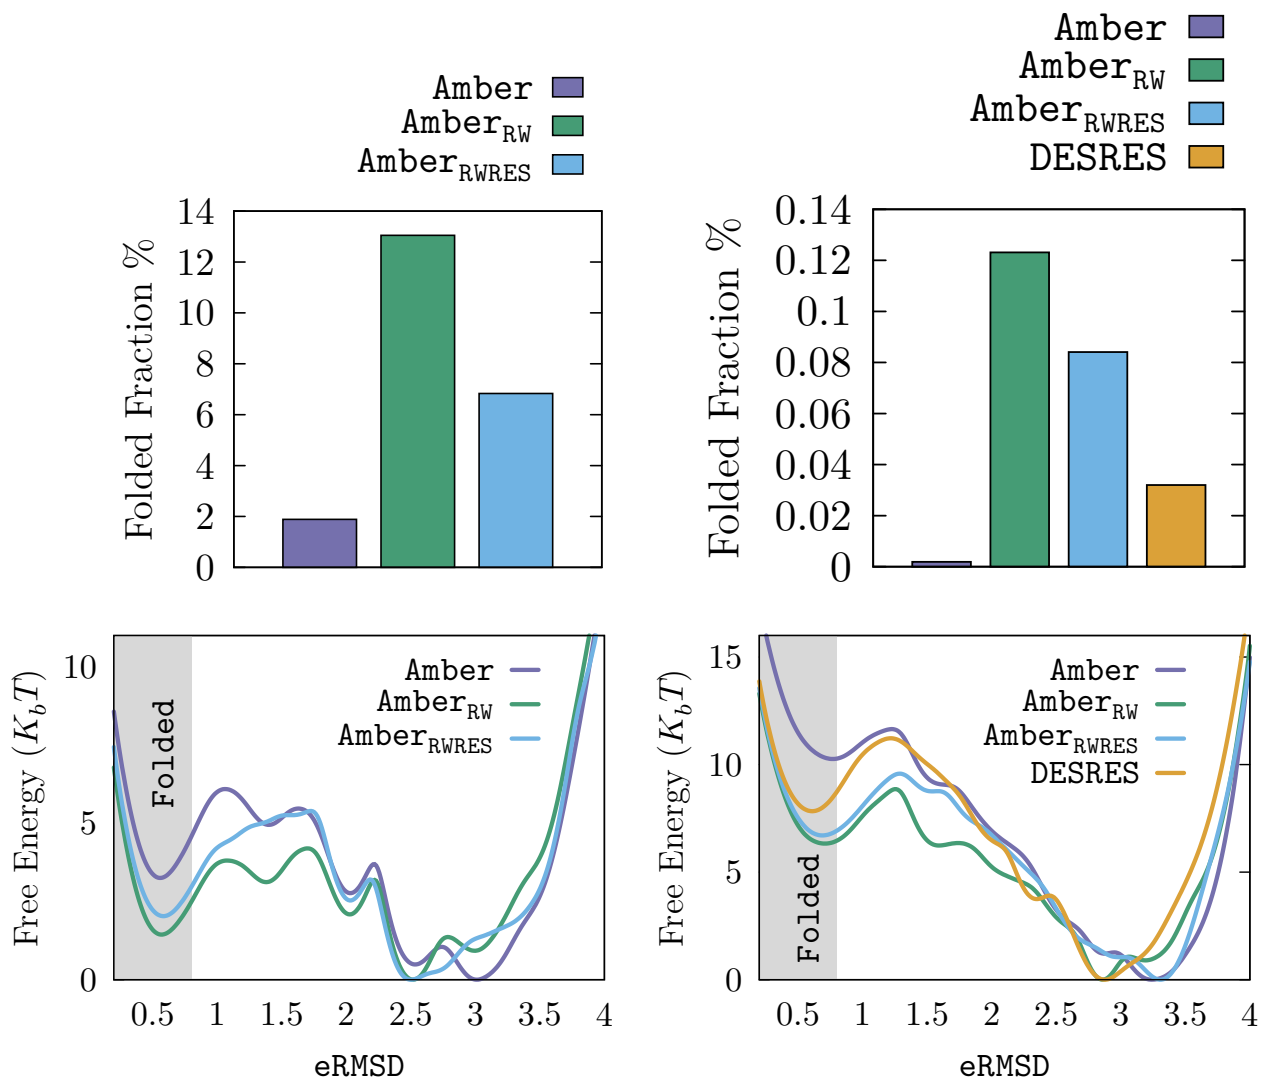 Amber
Amber_RW
Amber_RWRES
Folded Fraction %
14
12
10
8
6
4
2
0
Amber
Amber_RW
Amber_RWRES
DESRES
Folded Fraction %
0.14
0.12
0.1
0.08
0.06
0.04
0.02
0
Free Energy (K_bT)
10
5
0
Folded
Amber
Amber_RW
Amber_RWRES
0.5 1 1.5 2 2.5 3 3.5 4
eRMSD
Free Energy (K_bT)
15
10
5
0
Folded
Amber
Amber_RW
Amber_RWRES
DESRES
0.5 1 1.5 2 2.5 3 3.5 4
eRMSD